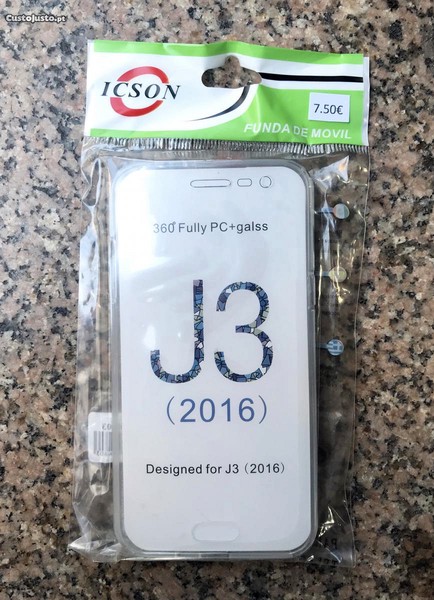 CustoJusto.pt
ICSON
7.50€
FUNDA DE MOVIL
360°Fully PC+galss
J3
(2016)
Designed for J3 (2016)